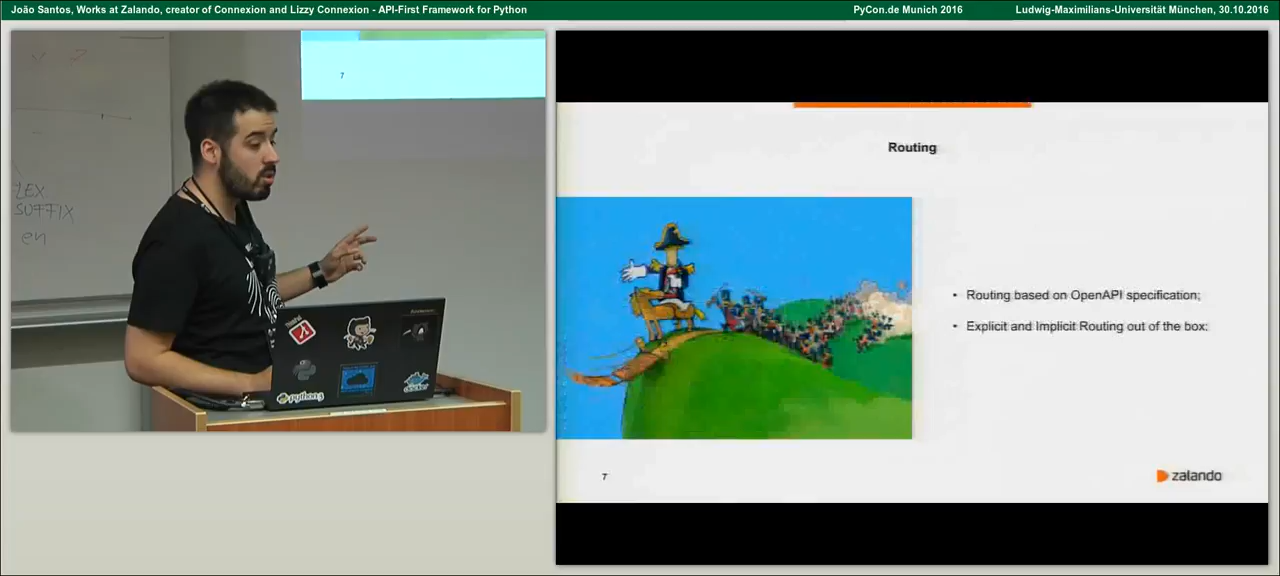 João Santos, Works at Zalando, creator of Connexion and Lizzy Connexion - API-First Framework for Python
PyCon.de Munich 2016
Ludwig-Maximilians-Universität München, 30.10.2016
7
LEX
SUFFIX
en
python3
docker
Routing
• Routing based on OpenAPI specification;
• Explicit and Implicit Routing out of the box:
7
zalando